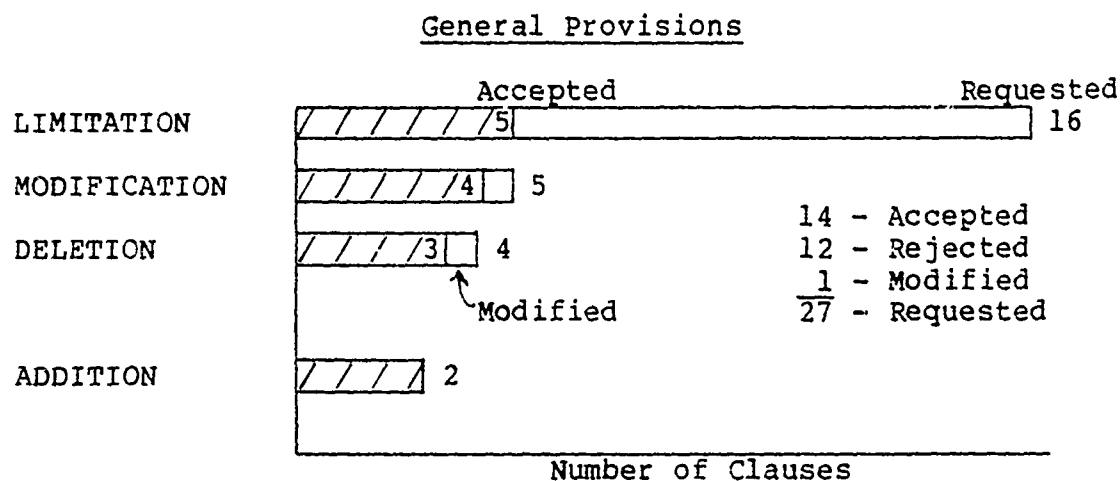 General Provisions
Accepted Requested
LIMITATION 5 16
MODIFICATION 4 5
14 - Accepted
DELETION 3 4 12 - Rejected
1 - Modified
Modified 27 - Requested
ADDITION 2
Number of Clauses